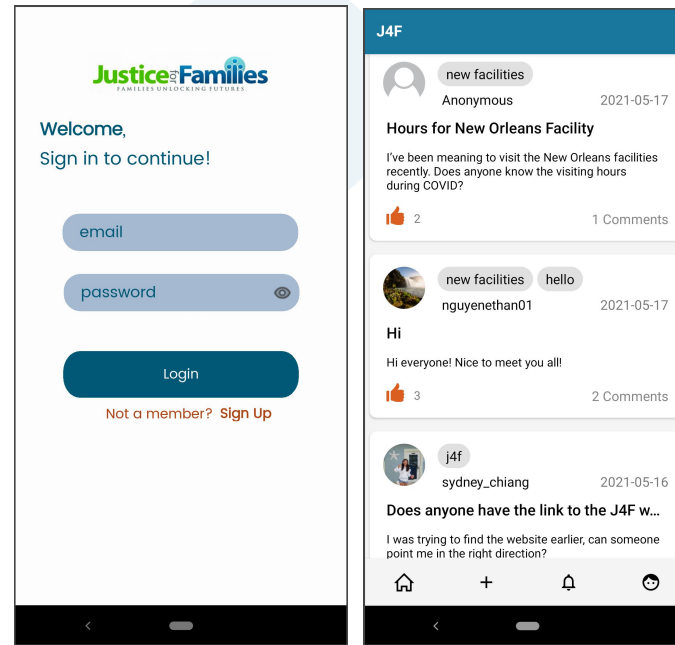 Justice for Families
FAMILIES UNLOCKING FUTURES
Welcome,
Sign in to continue!
email
password
Login
Not a member? Sign Up
J4F
new facilities
Anonymous
2021-05-17
Hours for New Orleans Facility
I've been meaning to visit the New Orleans facilities
recently. Does anyone know the visiting hours
during COVID?
2
1 Comments
new facilities
hello
nguyenethan01
2021-05-17
Hi
Hi everyone! Nice to meet you all!
3
2 Comments
j4f
sydney_chiang
2021-05-16
Does anyone have the link to the J4F w...
I was trying to find the website earlier, can someone
point me in the right direction?